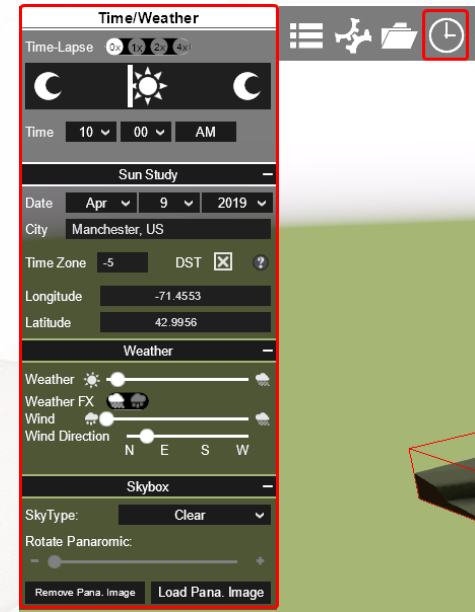 Time/Weather
Time-Lapse 0x 1x 2x 4x
Time 10 00 AM
Sun Study
Date Apr 9 2019
City Manchester, US
Time Zone -5 DST ?
Longitude -71.4553
Latitude 42.9956
Weather
Weather
Weather FX
Wind
Wind Direction
N E S W
Skybox
SkyType: Clear
Rotate Panaromic:
- +
Remove Pana. Image Load Pana. Image